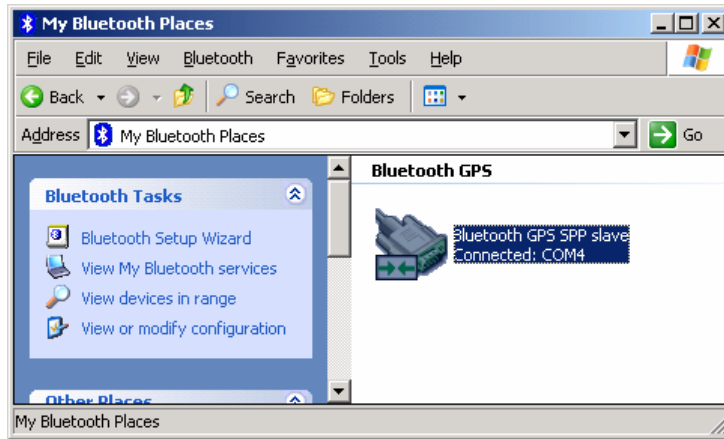 My Bluetooth Places
File Edit View Bluetooth Favorites Tools Help
Back Search Folders
Address My Bluetooth Places Go
Bluetooth Tasks
Bluetooth Setup Wizard
View My Bluetooth services
View devices in range
View or modify configuration
Other Places
Bluetooth GPS
Bluetooth GPS SPP slave
Connected: COM4
My Bluetooth Places